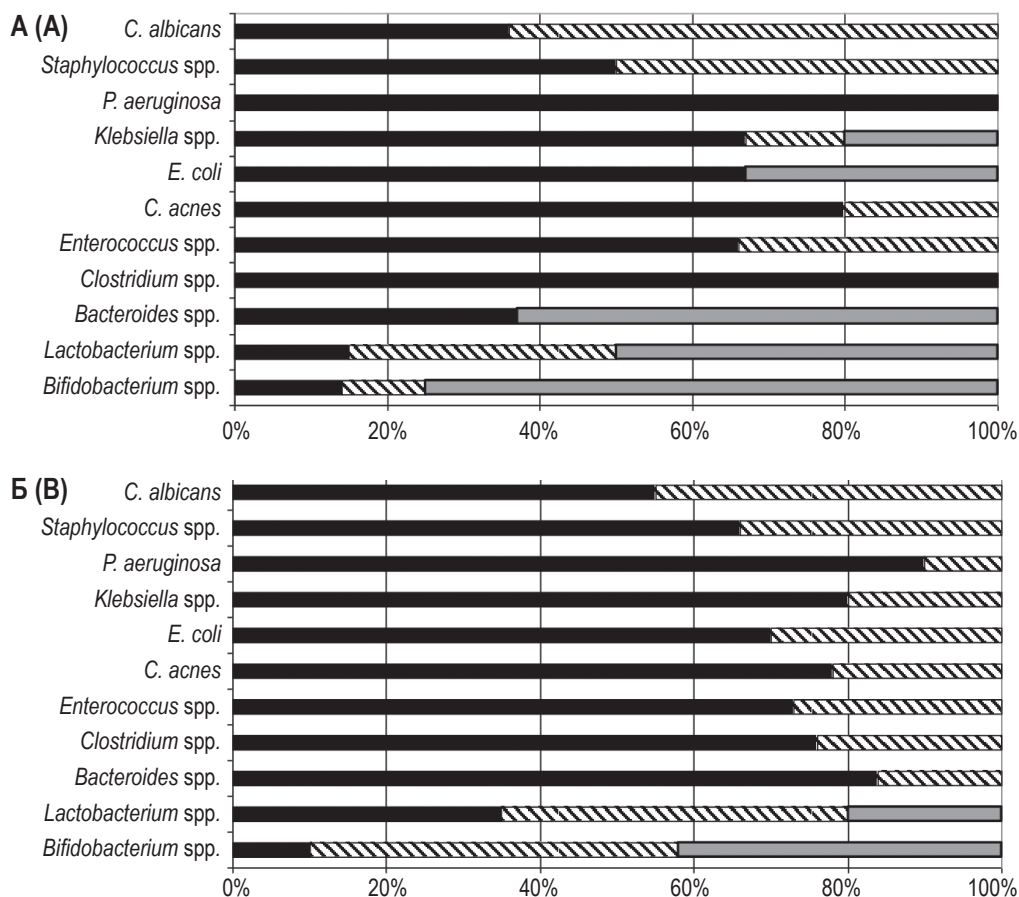 А (A)
C. albicans
Staphylococcus spp.
P. aeruginosa
Klebsiella spp.
E. coli
C. acnes
Enterococcus spp.
Clostridium spp.
Bacteroides spp.
Lactobacterium spp.
Bifidobacterium spp.
0% 20% 40% 60% 80% 100%
Б (B)
C. albicans
Staphylococcus spp.
P. aeruginosa
Klebsiella spp.
E. coli
C. acnes
Enterococcus spp.
Clostridium spp.
Bacteroides spp.
Lactobacterium spp.
Bifidobacterium spp.
0% 20% 40% 60% 80% 100%